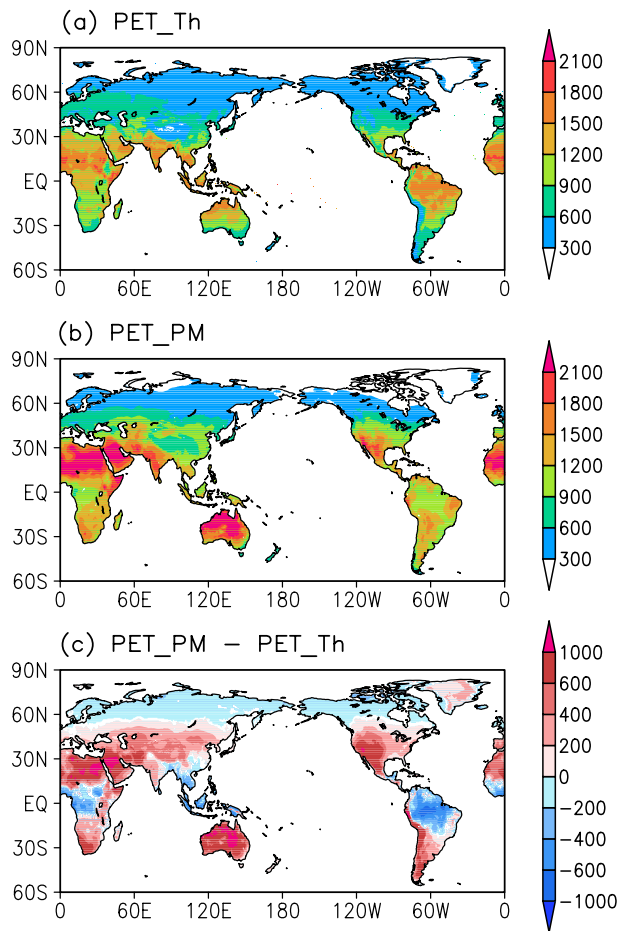 (a) PET_Th
90N
60N
30N
EQ
30S
60S
0 60E 120E 180 120W 60W 0
2100
1800
1500
1200
900
600
300
(b) PET_PM
90N
60N
30N
EQ
30S
60S
0 60E 120E 180 120W 60W 0
2100
1800
1500
1200
900
600
300
(c) PET_PM − PET_Th
90N
60N
30N
EQ
30S
60S
0 60E 120E 180 120W 60W 0
1000
600
400
200
0
−200
−400
−600
−1000